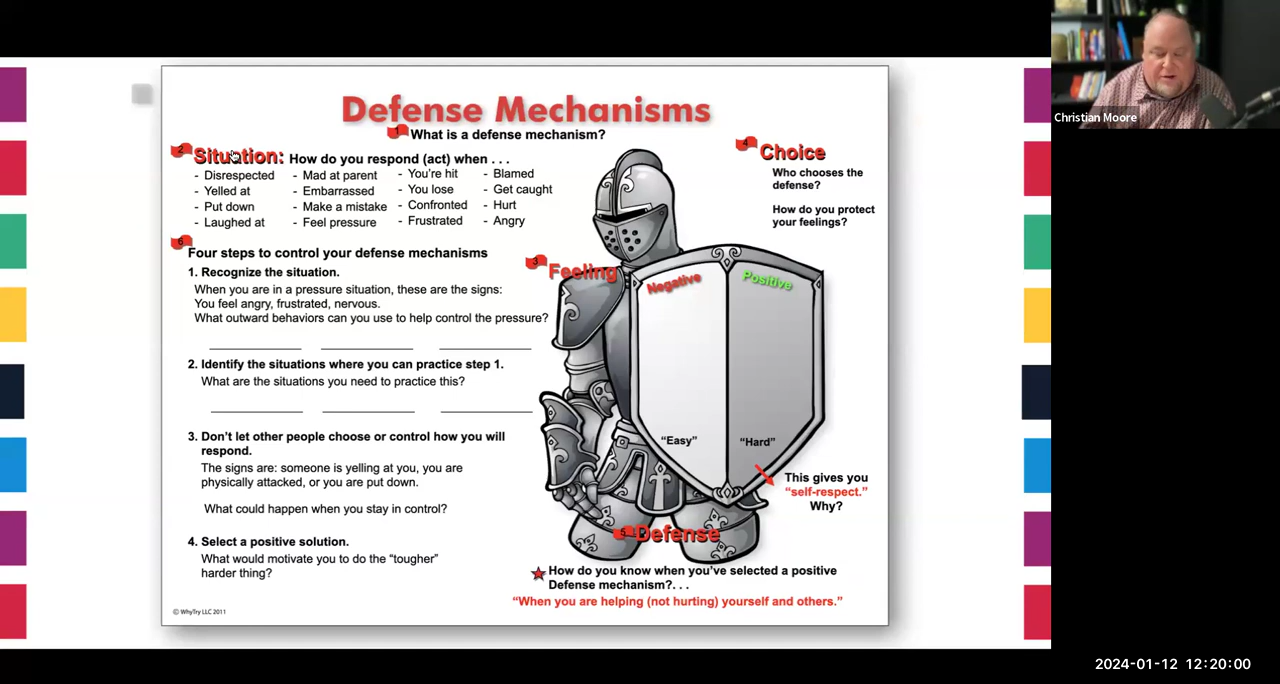 Defense Mechanisms
1 What is a defense mechanism?
2 Situation: How do you respond (act) when . . .
- Disrespected
- Yelled at
- Put down
- Laughed at
- Mad at parent
- Embarrassed
- Make a mistake
- Feel pressure
- You're hit
- You lose
- Confronted
- Frustrated
- Blamed
- Get caught
- Hurt
- Angry
3 Feeling
Negative
Positive
"Easy"
"Hard"
4 Choice
Who chooses the
defense?
How do you protect
your feelings?
This gives you
"self-respect."
Why?
Defense
How do you know when you've selected a positive
Defense mechanism?. . .
"When you are helping (not hurting) yourself and others."
6 Four steps to control your defense mechanisms
1. Recognize the situation.
When you are in a pressure situation, these are the signs:
You feel angry, frustrated, nervous.
What outward behaviors can you use to help control the pressure?
2. Identify the situations where you can practice step 1.
What are the situations you need to practice this?
3. Don't let other people choose or control how you will
respond.
The signs are: someone is yelling at you, you are
physically attacked, or you are put down.
What could happen when you stay in control?
4. Select a positive solution.
What would motivate you to do the "tougher"
harder thing?
© WhyTry LLC 2011
Christian Moore
2024-01-12 12:20:00